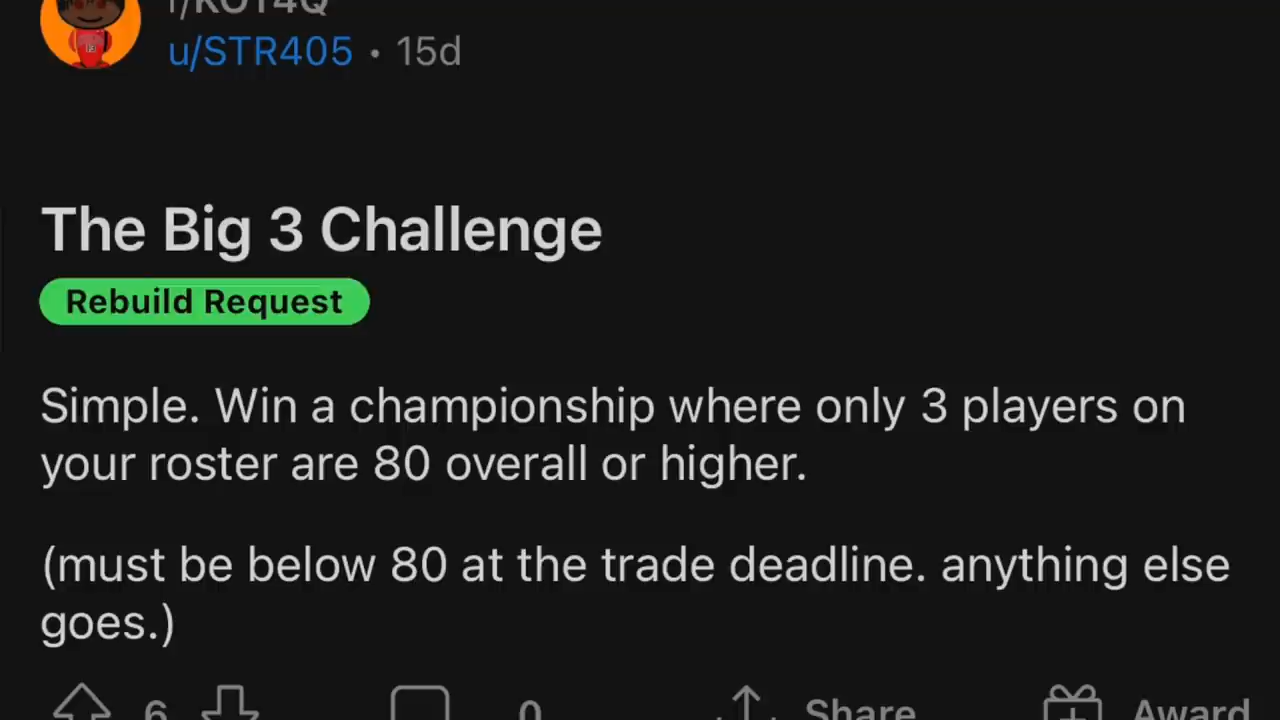 r/KOT4Q
u/STR405 • 15d
The Big 3 Challenge
Rebuild Request
Simple. Win a championship where only 3 players on
your roster are 80 overall or higher.
(must be below 80 at the trade deadline. anything else
goes.)
6 0 Share Award